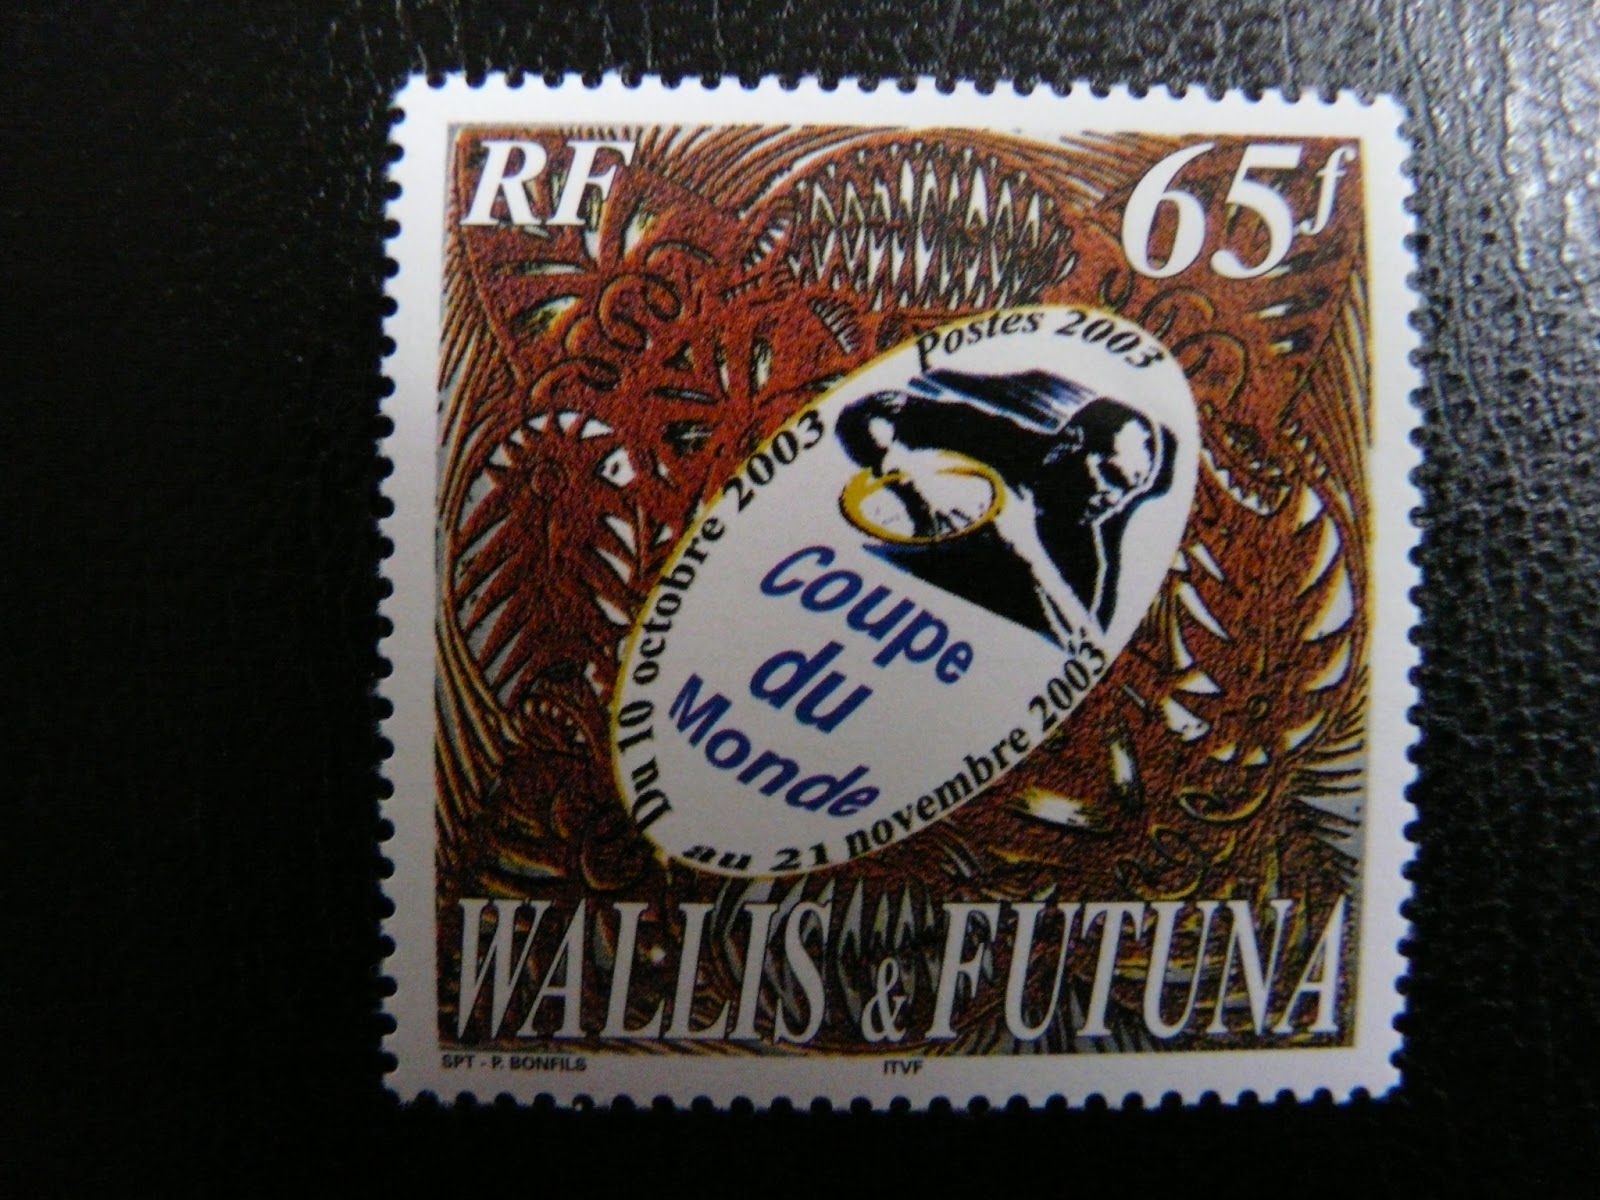 RF
65f
Postes 2003
Du 10 octobre 2003
Coupe
du
Monde
au 21 novembre 2003
WALLIS & FUTUNA
SPT - P. BONFILS
ITVF